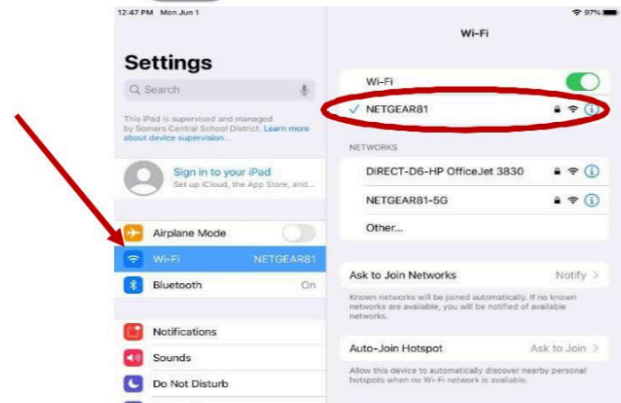 12:47 PM Mon Jun 1
97%
Settings
Search
This iPad is supervised and managed
by Somers Central School District. Learn more
about device supervision...
Sign in to your iPad
Set up iCloud, the App Store, and...
Airplane Mode
Wi-Fi NETGEAR81
Bluetooth On
Notifications
Sounds
Do Not Disturb
Wi-Fi
Wi-Fi
NETGEAR81
NETWORKS
DIRECT-D6-HP OfficeJet 3830
NETGEAR81-5G
Other...
Ask to Join Networks Notify
Known networks will be joined automatically. If no known
networks are available, you will be notified of available
networks.
Auto-Join Hotspot Ask to Join
Allow this device to automatically discover nearby personal
hotspots when no Wi-Fi network is available.